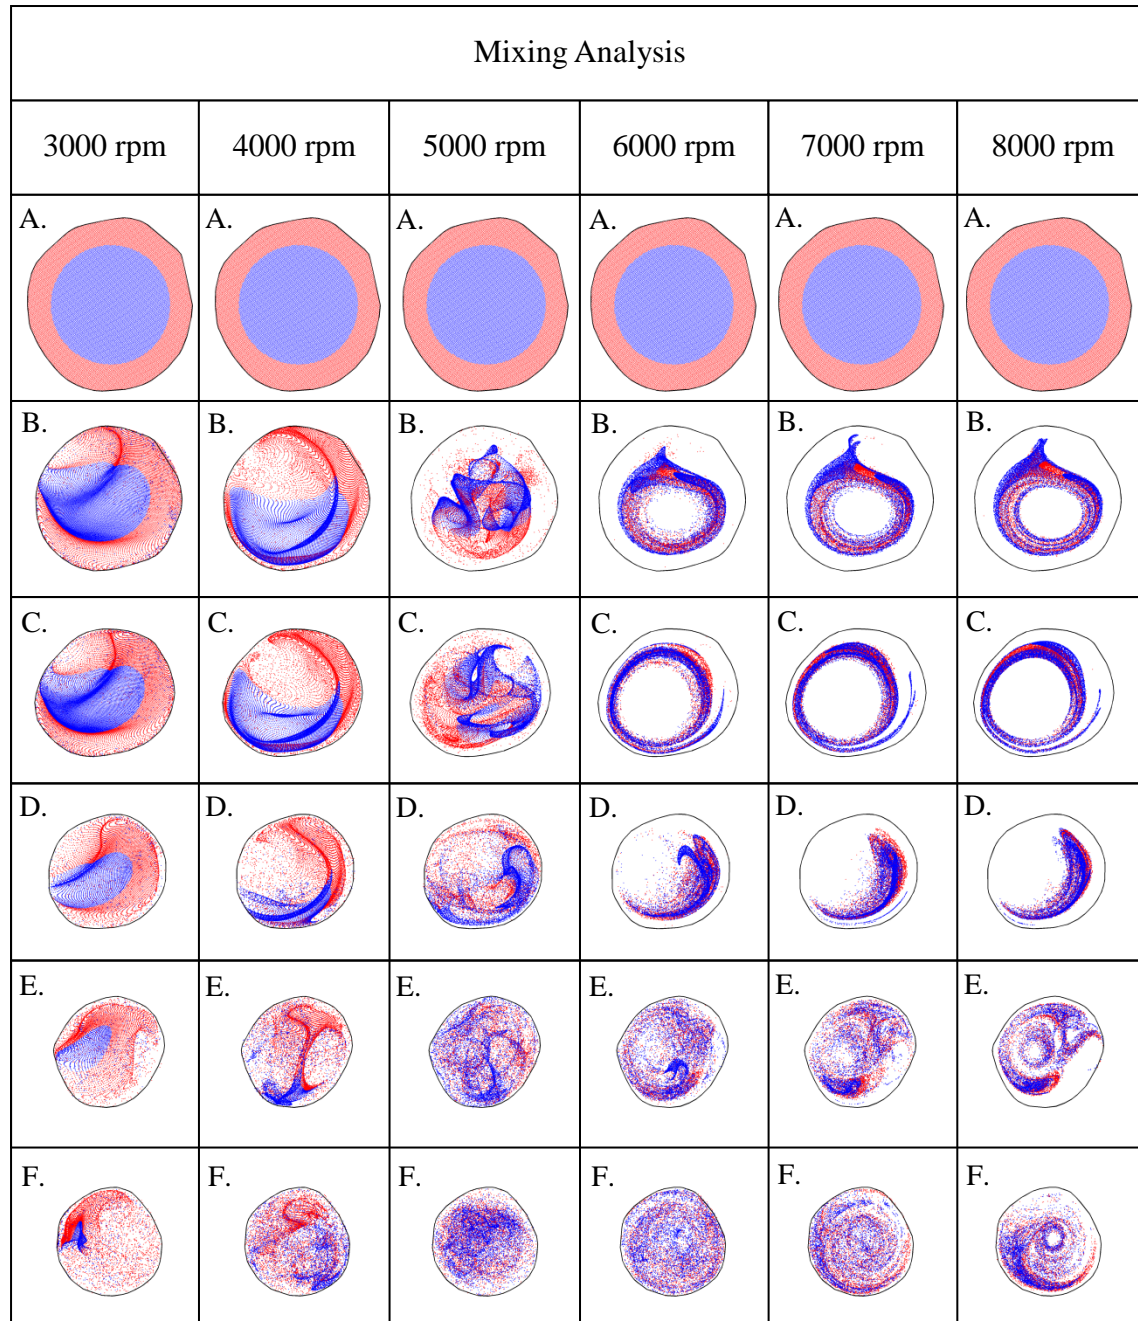 Mixing Analysis
3000 rpm 4000 rpm 5000 rpm 6000 rpm 7000 rpm 8000 rpm
A. A. A. A. A. A.
B. B. B. B. B. B.
C. C. C. C. C. C.
D. D. D. D. D. D.
E. E. E. E. E. E.
F. F. F. F. F. F.